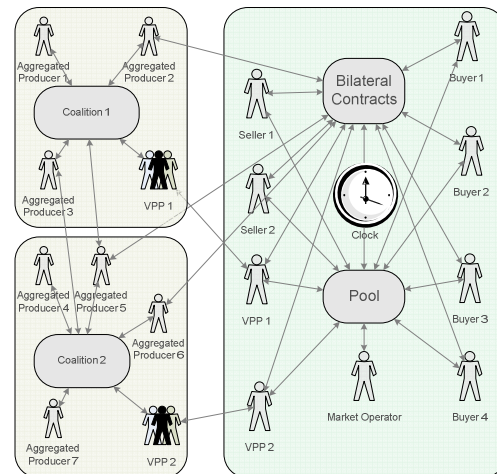 Aggregated
Producer 1
Aggregated
Producer 2
Coalition 1
Aggregated
Producer 3
VPP 1
Aggregated
Producer 4
Aggregated
Producer 5
Aggregated
Producer 6
Coalition 2
Aggregated
Producer 7
VPP 2
Bilateral
Contracts
Buyer 1
Seller 1
Buyer 2
Seller 2
Clock
VPP 1
Pool
Buyer 3
VPP 2
Market Operator
Buyer 4